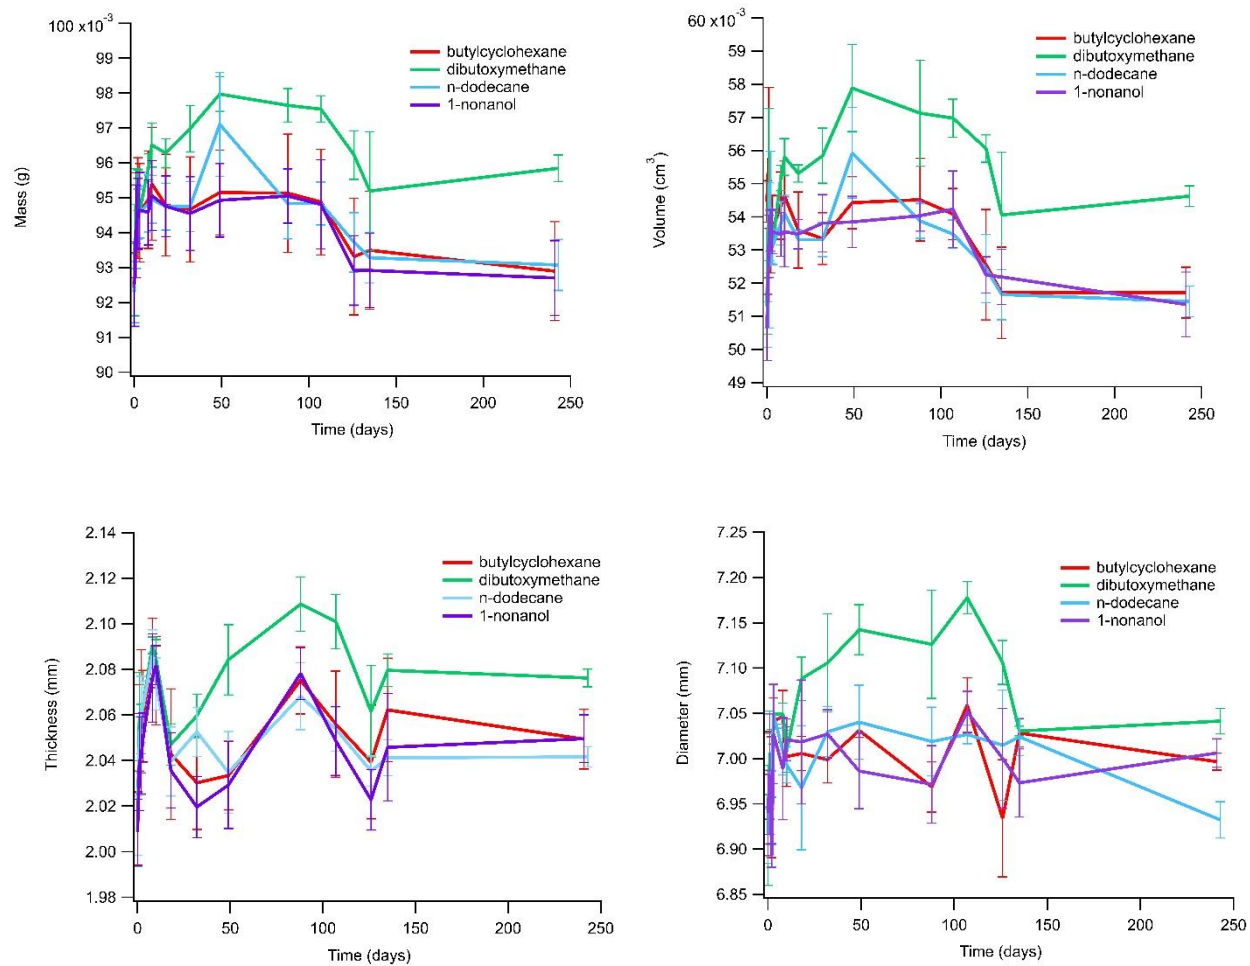 100 x10-3
99
98
97
96
95
94
93
92
91
90
Mass (g)
0
50
100
150
200
250
Time (days)
butylcyclohexane
dibutoxymethane
n-dodecane
1-nonanol
60 x10-3
59
58
57
56
55
54
53
52
51
50
49
Volume (cm3)
0
50
100
150
200
250
Time (days)
butylcyclohexane
dibutoxymethane
n-dodecane
1-nonanol
2.14
2.12
2.10
2.08
2.06
2.04
2.02
2.00
1.98
Thickness (mm)
0
50
100
150
200
250
Time (days)
butylcyclohexane
dibutoxymethane
n-dodecane
1-nonanol
7.25
7.20
7.15
7.10
7.05
7.00
6.95
6.90
6.85
Diameter (mm)
0
50
100
150
200
250
Time (days)
butylcyclohexane
dibutoxymethane
n-dodecane
1-nonanol